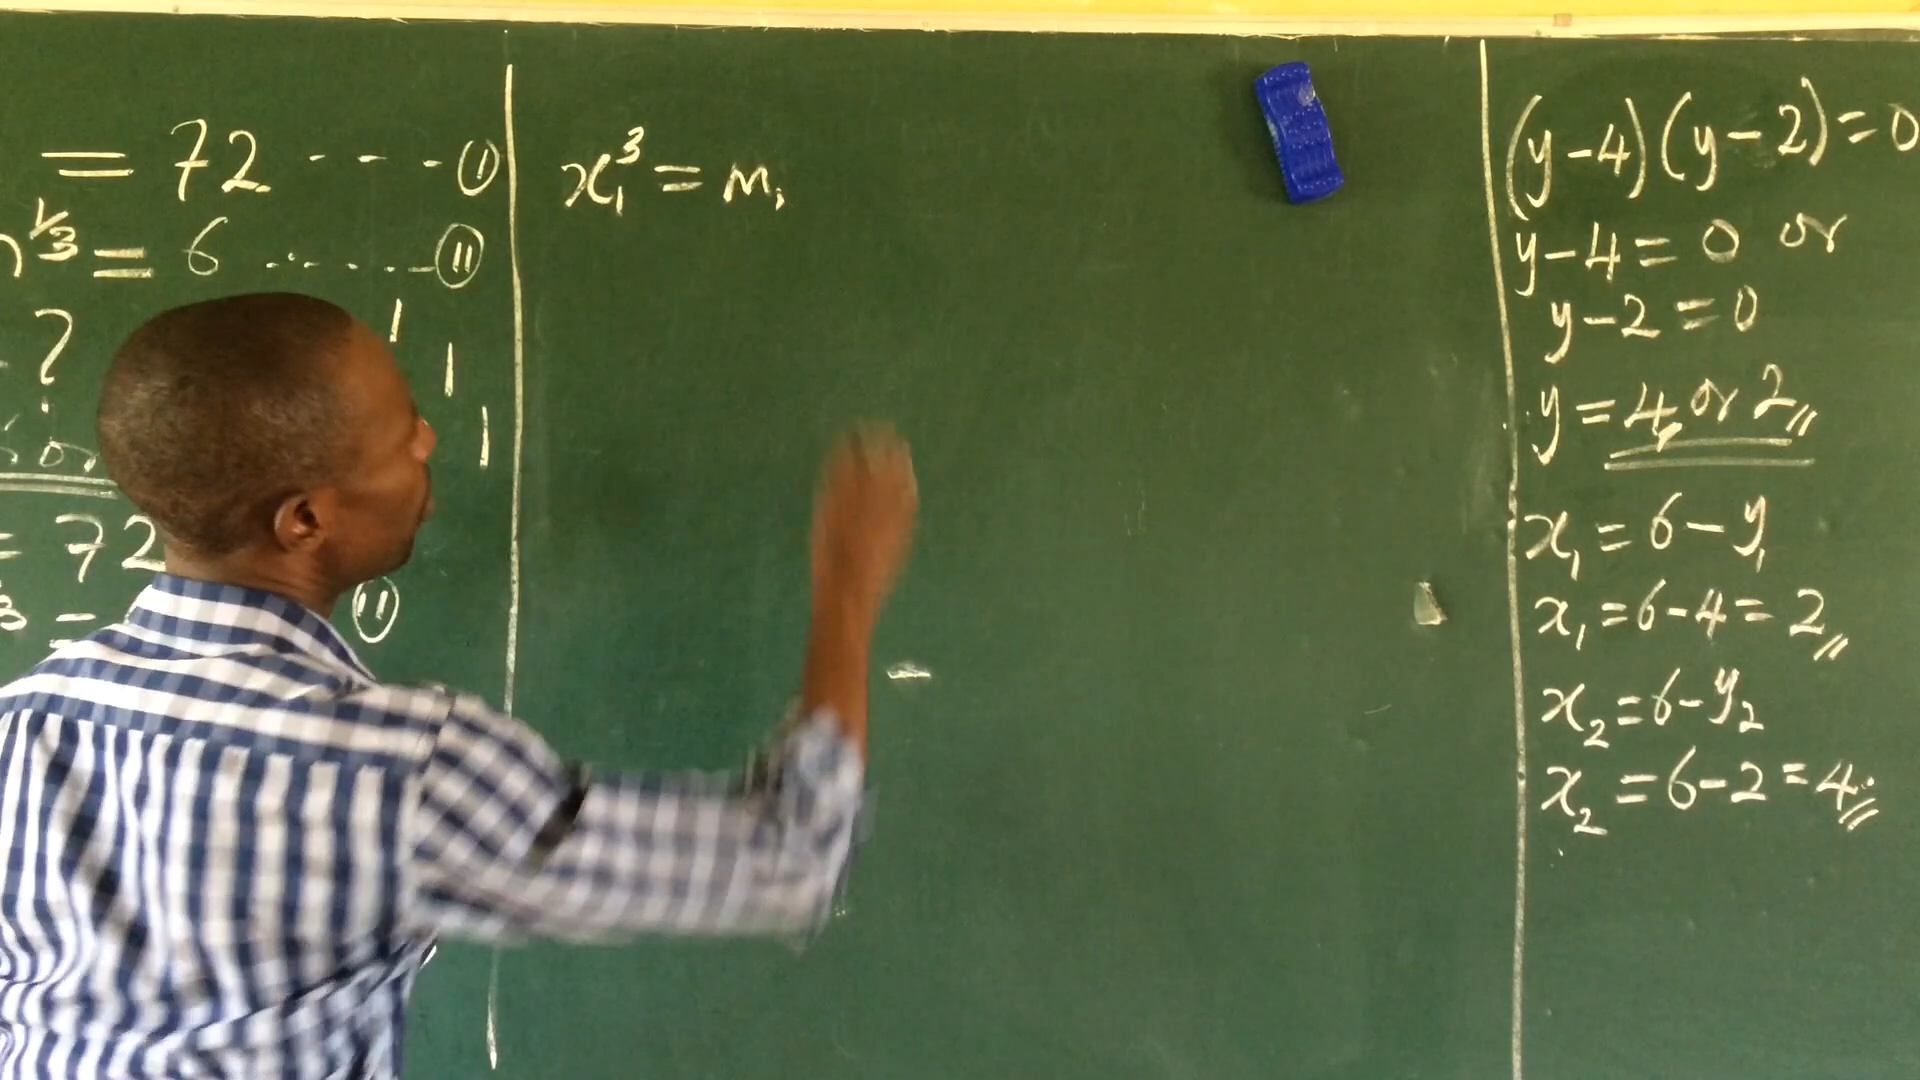 = 72 - - - - ①
n^1/3 = 6 ........ ⑪
- ?
= 72
3 = ⑪
x₁³ = m₁
(y-4)(y-2)=0
y-4=0 or
y-2=0
y=4 or 2
x₁=6-y₁
x₁=6-4=2
x₂=6-y₂
x₂=6-2=4